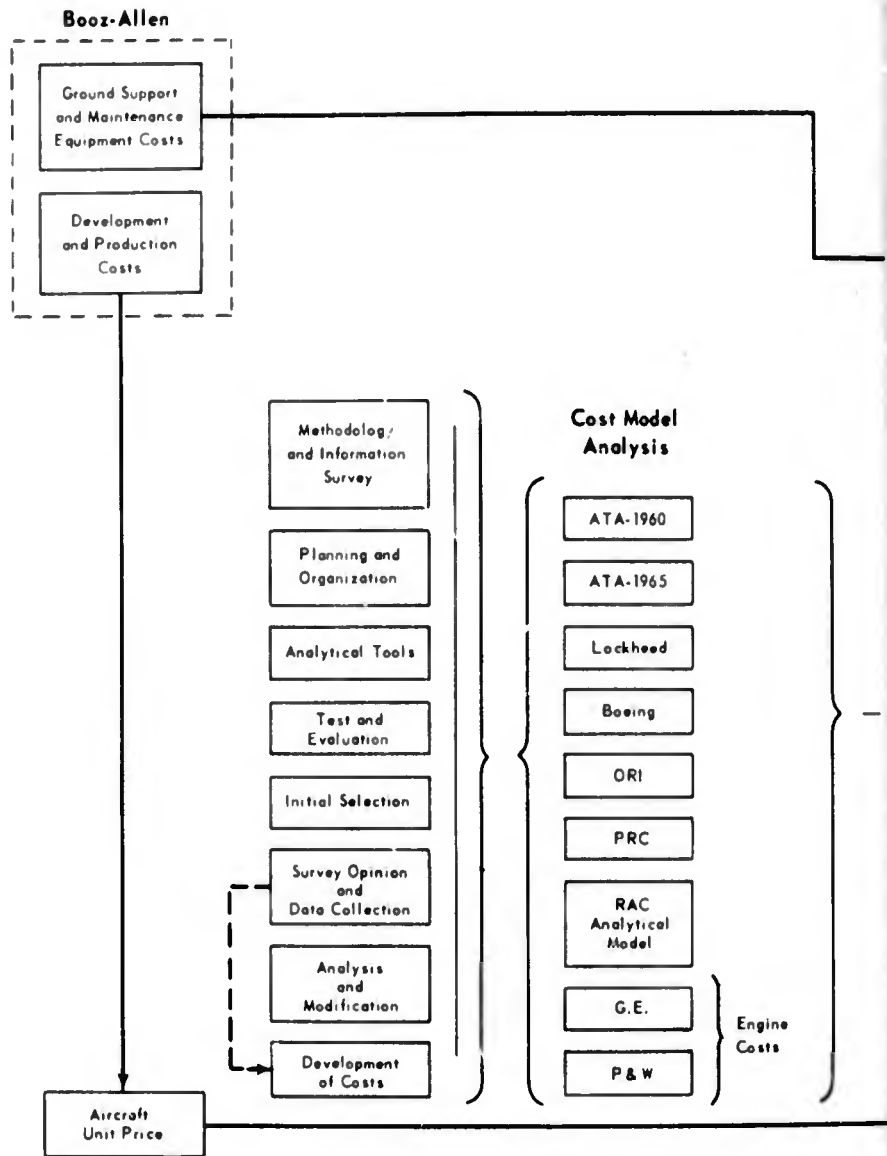 Booz-Allen
Ground Support
and Maintenance
Equipment Costs
Development
and Production
Costs
Methodology
and Information
Survey
Planning and
Organization
Analytical Tools
Test and
Evaluation
Initial Selection
Survey Opinion
and
Data Collection
Analysis
and
Modification
Development
of Costs
Aircraft
Unit Price
Cost Model
Analysis
ATA-1960
ATA-1965
Lockheed
Boeing
ORI
PRC
RAC
Analytical
Model
G.E.
P & W
Engine
Costs